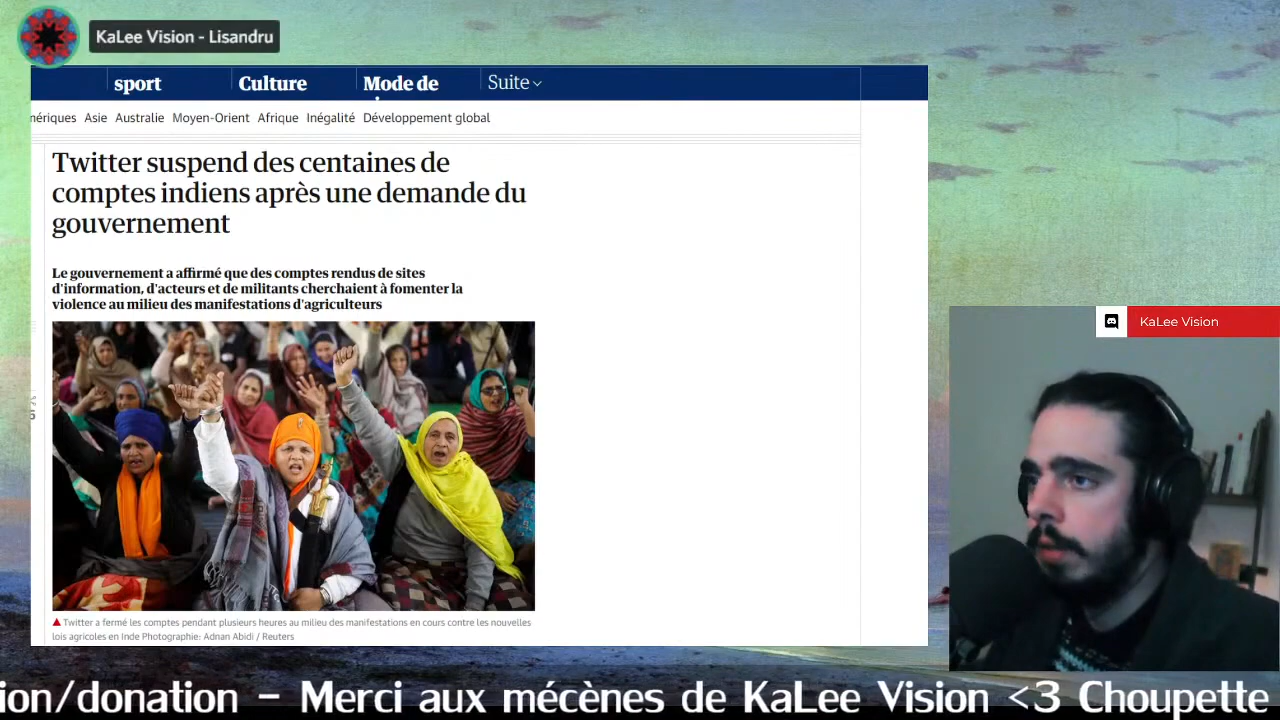 KaLee Vision - Lisandru
sport Culture Mode de Suite
nériques Asie Australie Moyen-Orient Afrique Inégalité Développement global
Twitter suspend des centaines de
comptes indiens après une demande du
gouvernement
Le gouvernement a affirmé que des comptes rendus de sites
d'information, d'acteurs et de militants cherchaient à fomenter la
violence au milieu des manifestations d'agriculteurs
Twitter a fermé les comptes pendant plusieurs heures au milieu des manifestations en cours contre les nouvelles
lois agricoles en Inde Photographie: Adnan Abidi / Reuters
KaLee Vision
ion/donation - Merci aux mécènes de KaLee Vision <3 Choupette